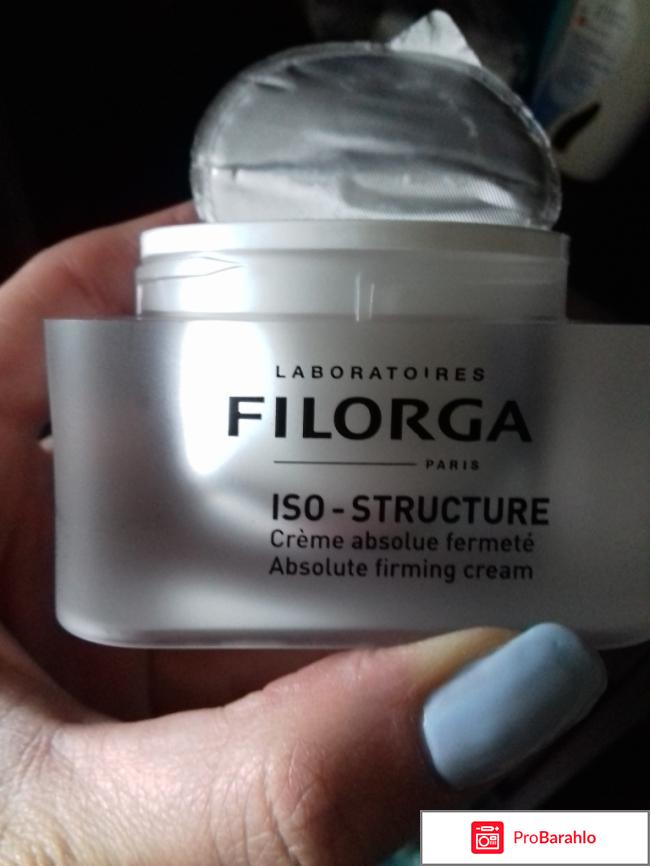 LABORATOIRES
FILORGA
PARIS
ISO-STRUCTURE
Crème absolue fermeté
Absolute firming cream
ProBarahlo